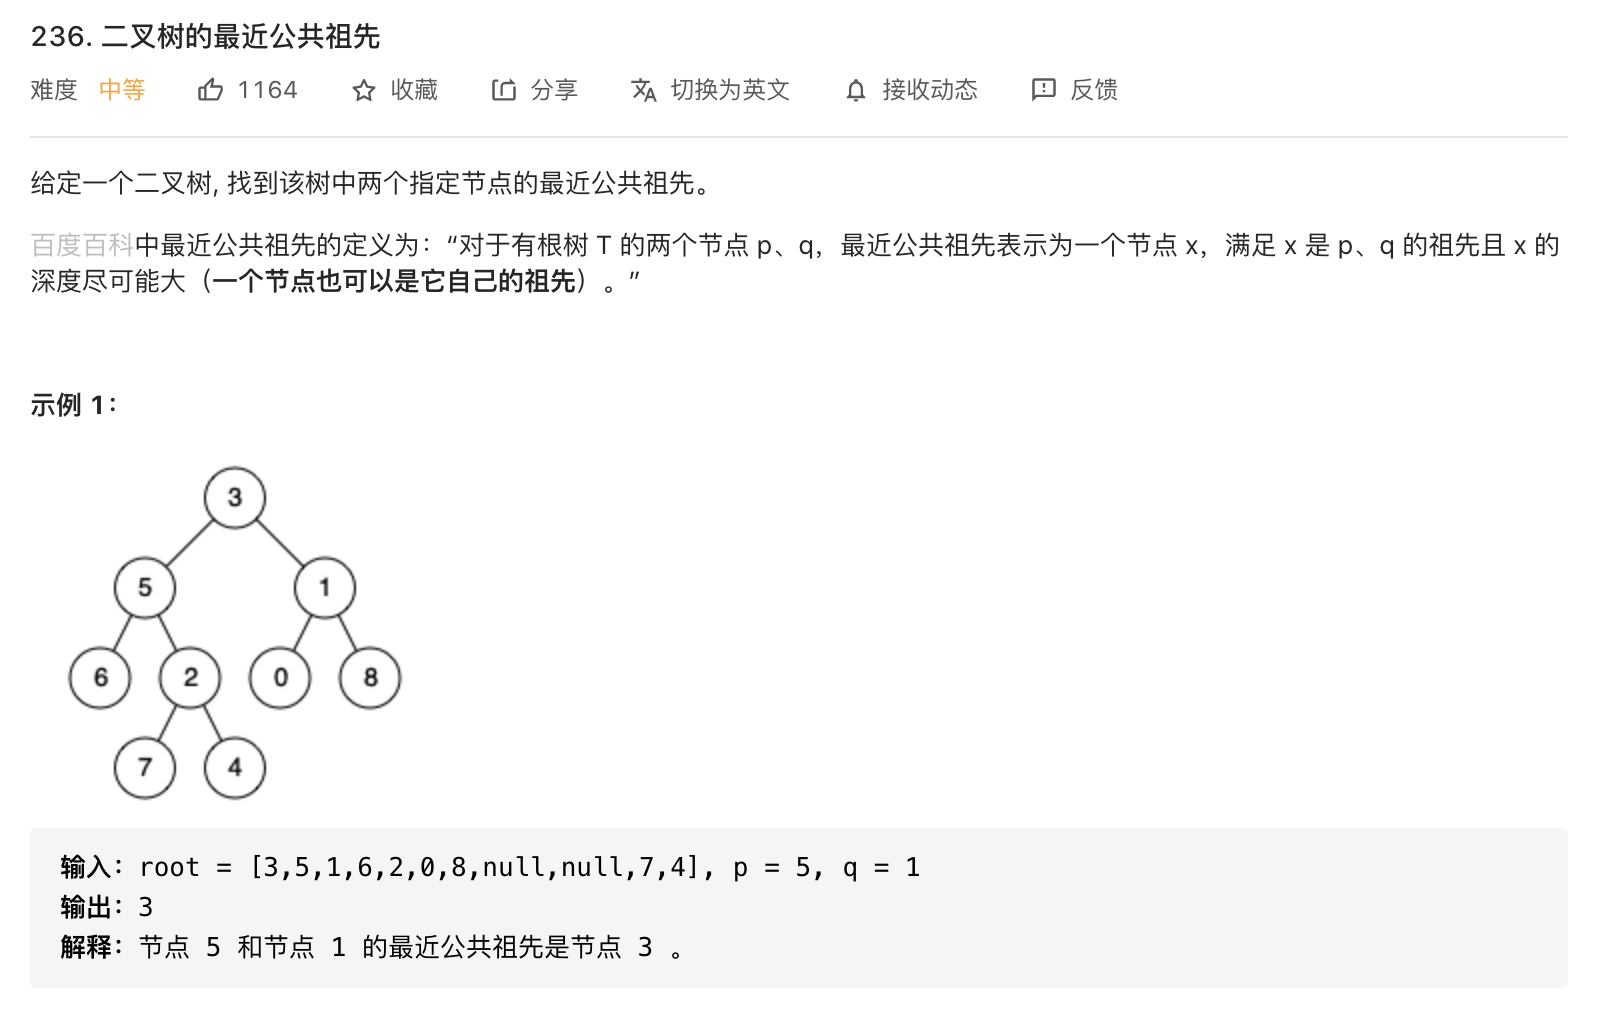 236. 二叉树的最近公共祖先
难度 中等 1164 收藏 分享 切换为英文 接收动态 反馈
给定一个二叉树, 找到该树中两个指定节点的最近公共祖先。
百度百科中最近公共祖先的定义为：“对于有根树 T 的两个节点 p、q，最近公共祖先表示为一个节点 x，满足 x 是 p、q 的祖先且 x 的
深度尽可能大（一个节点也可以是它自己的祖先）。”
示例 1：
3
5 1
6 2 0 8
7 4
输入：root = [3,5,1,6,2,0,8,null,null,7,4], p = 5, q = 1
输出：3
解释：节点 5 和节点 1 的最近公共祖先是节点 3 。